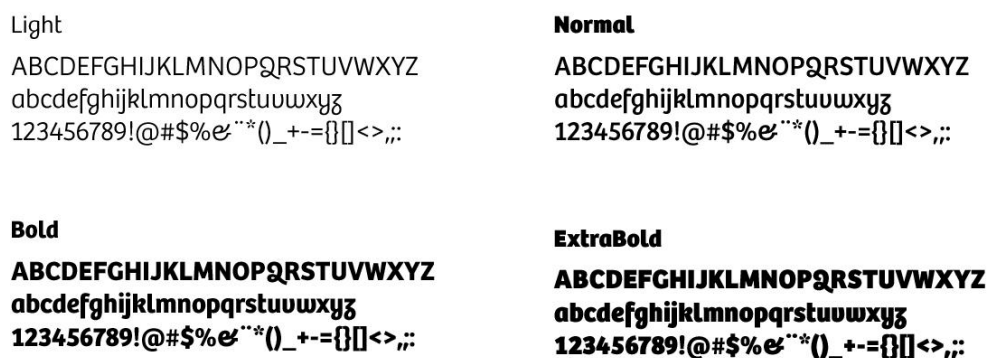 Light
ABCDEFGHIJKLMNOPQRSTUVWXYZ
abcdefghijklmnopqrstuvwxyz
123456789!@#$%&¨*()_+-={}[]<>,;:
Normal
ABCDEFGHIJKLMNOPQRSTUVWXYZ
abcdefghijklmnopqrstuvwxyz
123456789!@#$%&¨*()_+-={}[]<>,;:
Bold
ABCDEFGHIJKLMNOPQRSTUVWXYZ
abcdefghijklmnopqrstuvwxyz
123456789!@#$%&¨*()_+-={}[]<>,;:
ExtraBold
ABCDEFGHIJKLMNOPQRSTUVWXYZ
abcdefghijklmnopqrstuvwxyz
123456789!@#$%&¨*()_+-={}[]<>,;: